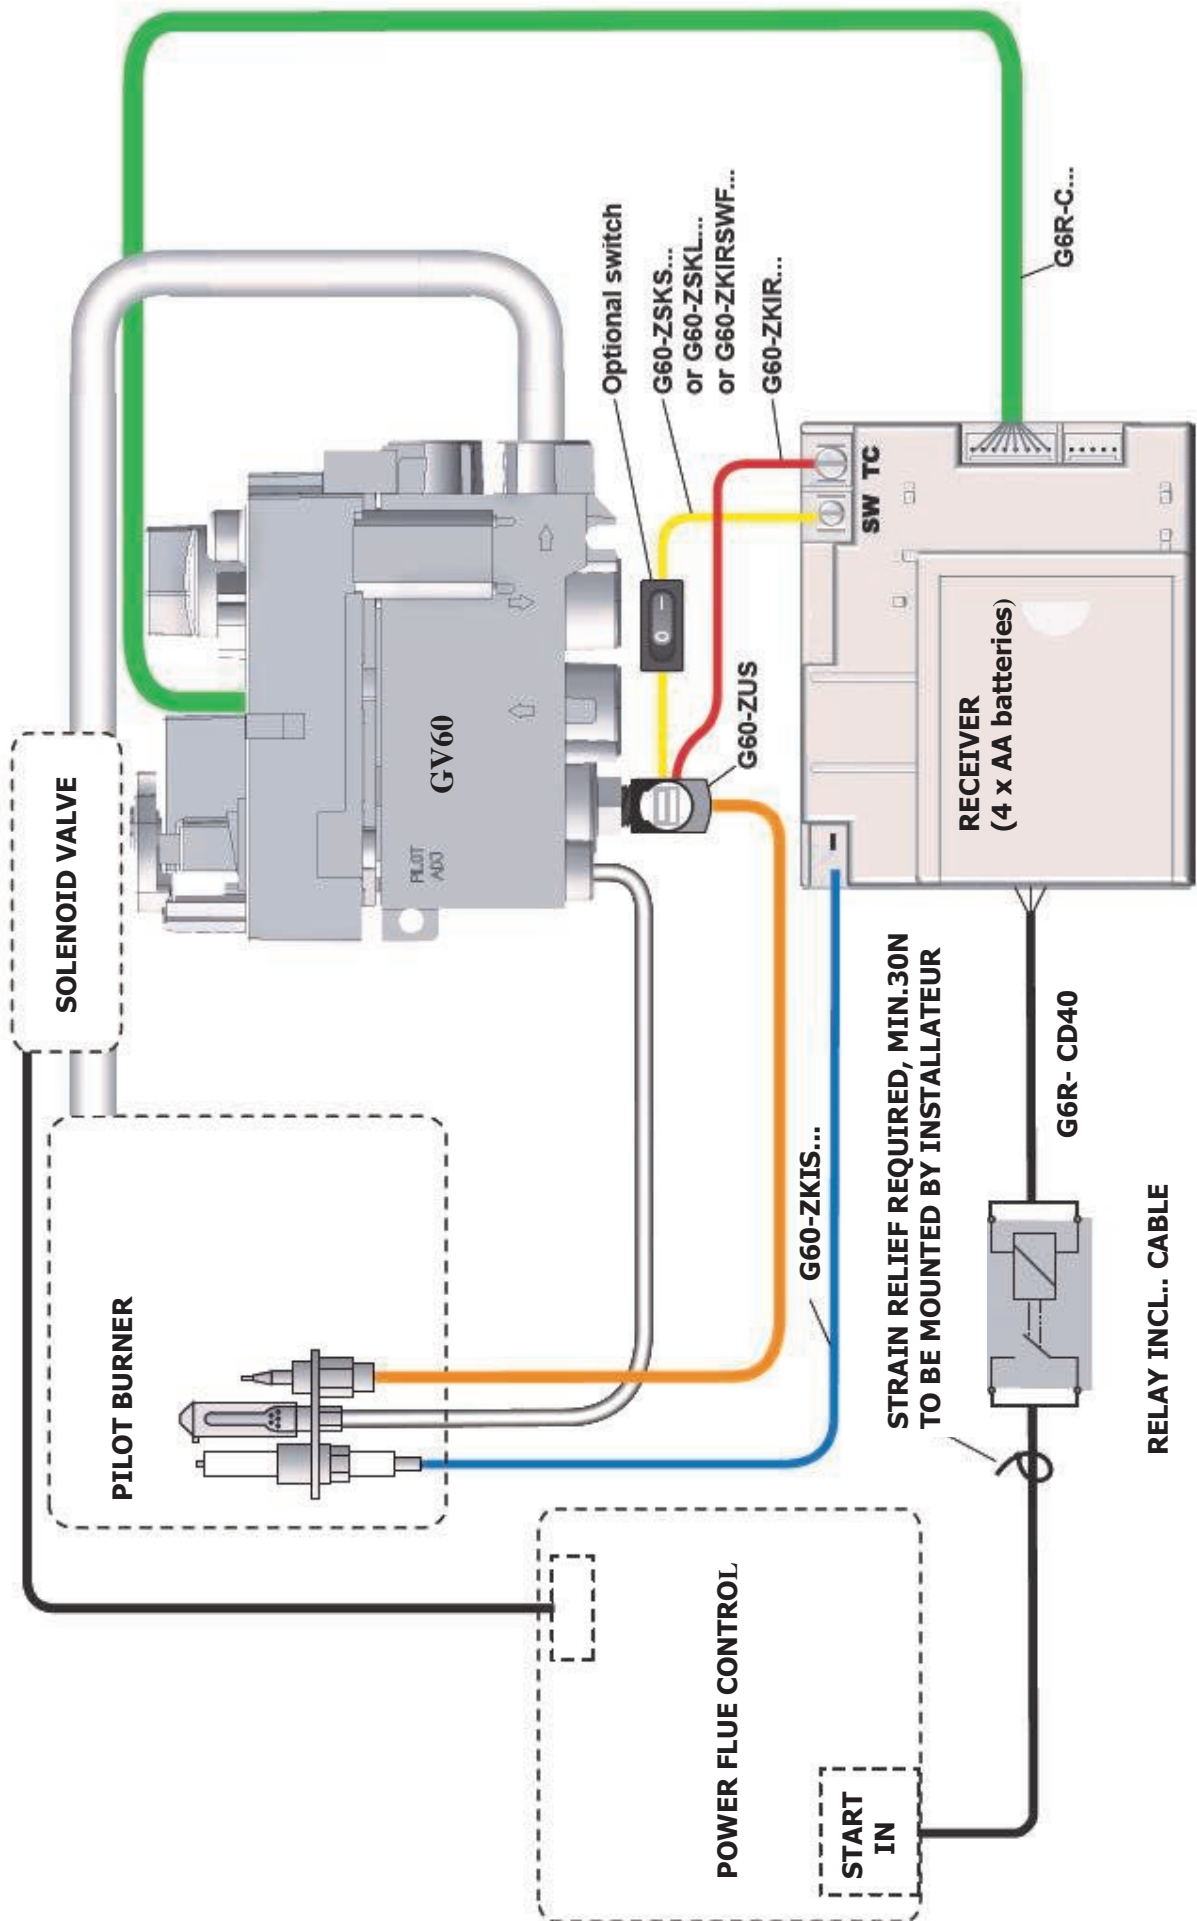 SOLENOID VALVE
PILOT BURNER
GV60
PILOT
ADJ
Optional switch
G60-ZSKS...
or G60-ZSKL...
or G60-ZKIRSWF...
G60-ZKIR...
G60-ZUS
0
I
SW TC
G6R-C...
RECEIVER
(4 x AA batteries)
–
G60-ZKIS...
STRAIN RELIEF REQUIRED, MIN.30N
TO BE MOUNTED BY INSTALLATEUR
G6R- CD40
RELAY INCL.. CABLE
POWER FLUE CONTROL
START
IN